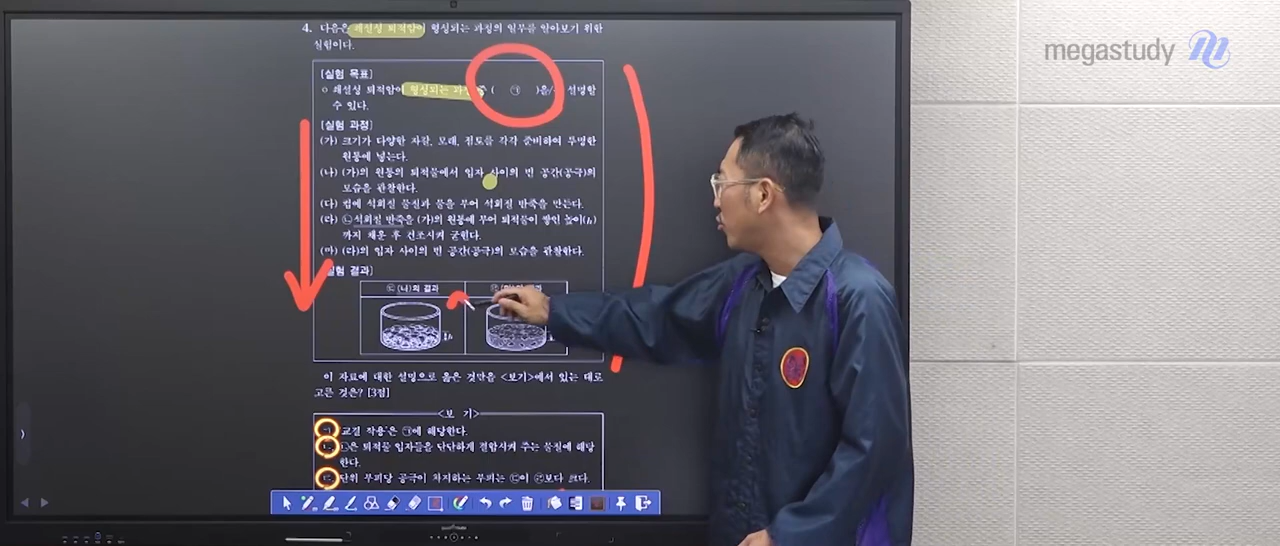 megastudy
4. 다음은 쇄설성 퇴적암이 형성되는 과정의 일부를 알아보기 위한
실험이다.
[실험 목표]
○ 쇄설성 퇴적암이 형성되는 과정 중 ( ㉠ )을/를 설명할
수 있다.
[실험 과정]
(가) 크기가 다양한 자갈, 모래, 점토를 각각 준비하여 투명한
원통에 넣는다.
(나) (가)의 원통의 퇴적물에서 입자 사이의 빈 공간(공극)의
모습을 관찰한다.
(다) 컵에 석회질 물질과 물을 부어 석회질 반죽을 만든다.
(라) ㉡석회질 반죽을 (가)의 원통에 부어 퇴적물이 쌓인 높이(h)
까지 채운 후 건조시켜 굳힌다.
(마) (라)의 입자 사이의 빈 공간(공극)의 모습을 관찰한다.
실험 결과]
㉢ (나)의 결과
h
이 자료에 대한 설명으로 옳은 것만을 <보기>에서 있는 대로
고른 것은? [3점]
<보 기>
ㄱ. 교결 작용은 ㉠에 해당한다.
ㄴ. ㉡은 퇴적물 입자들을 단단하게 결합시켜 주는 물질에 해당
한다.
ㄷ. 단위 부피당 공극이 차지하는 부피는 ㉢이 ㉣보다 크다.